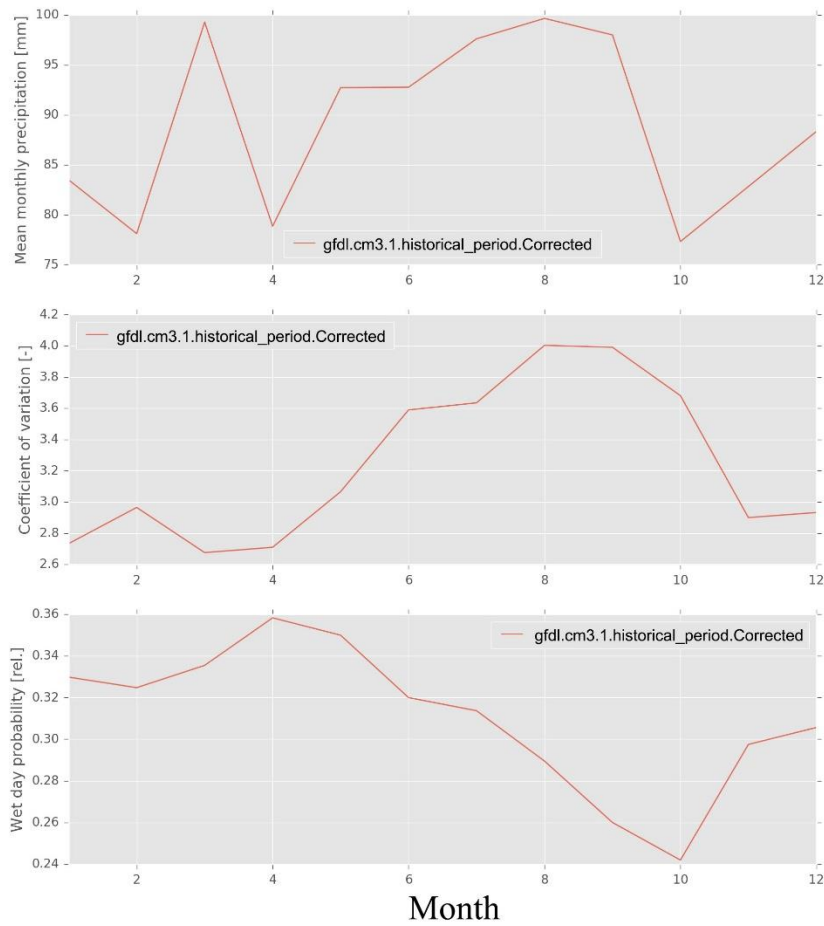 Mean monthly precipitation [mm]
100
95
90
85
80
75
gfdl.cm3.1.historical_period.Corrected
2 4 6 8 10 12
Coefficient of variation [-]
4.2
4.0
3.8
3.6
3.4
3.2
3.0
2.8
2.6
gfdl.cm3.1.historical_period.Corrected
2 4 6 8 10 12
Wet day probability [rel.]
0.36
0.34
0.32
0.30
0.28
0.26
0.24
gfdl.cm3.1.historical_period.Corrected
2 4 6 8 10 12
Month